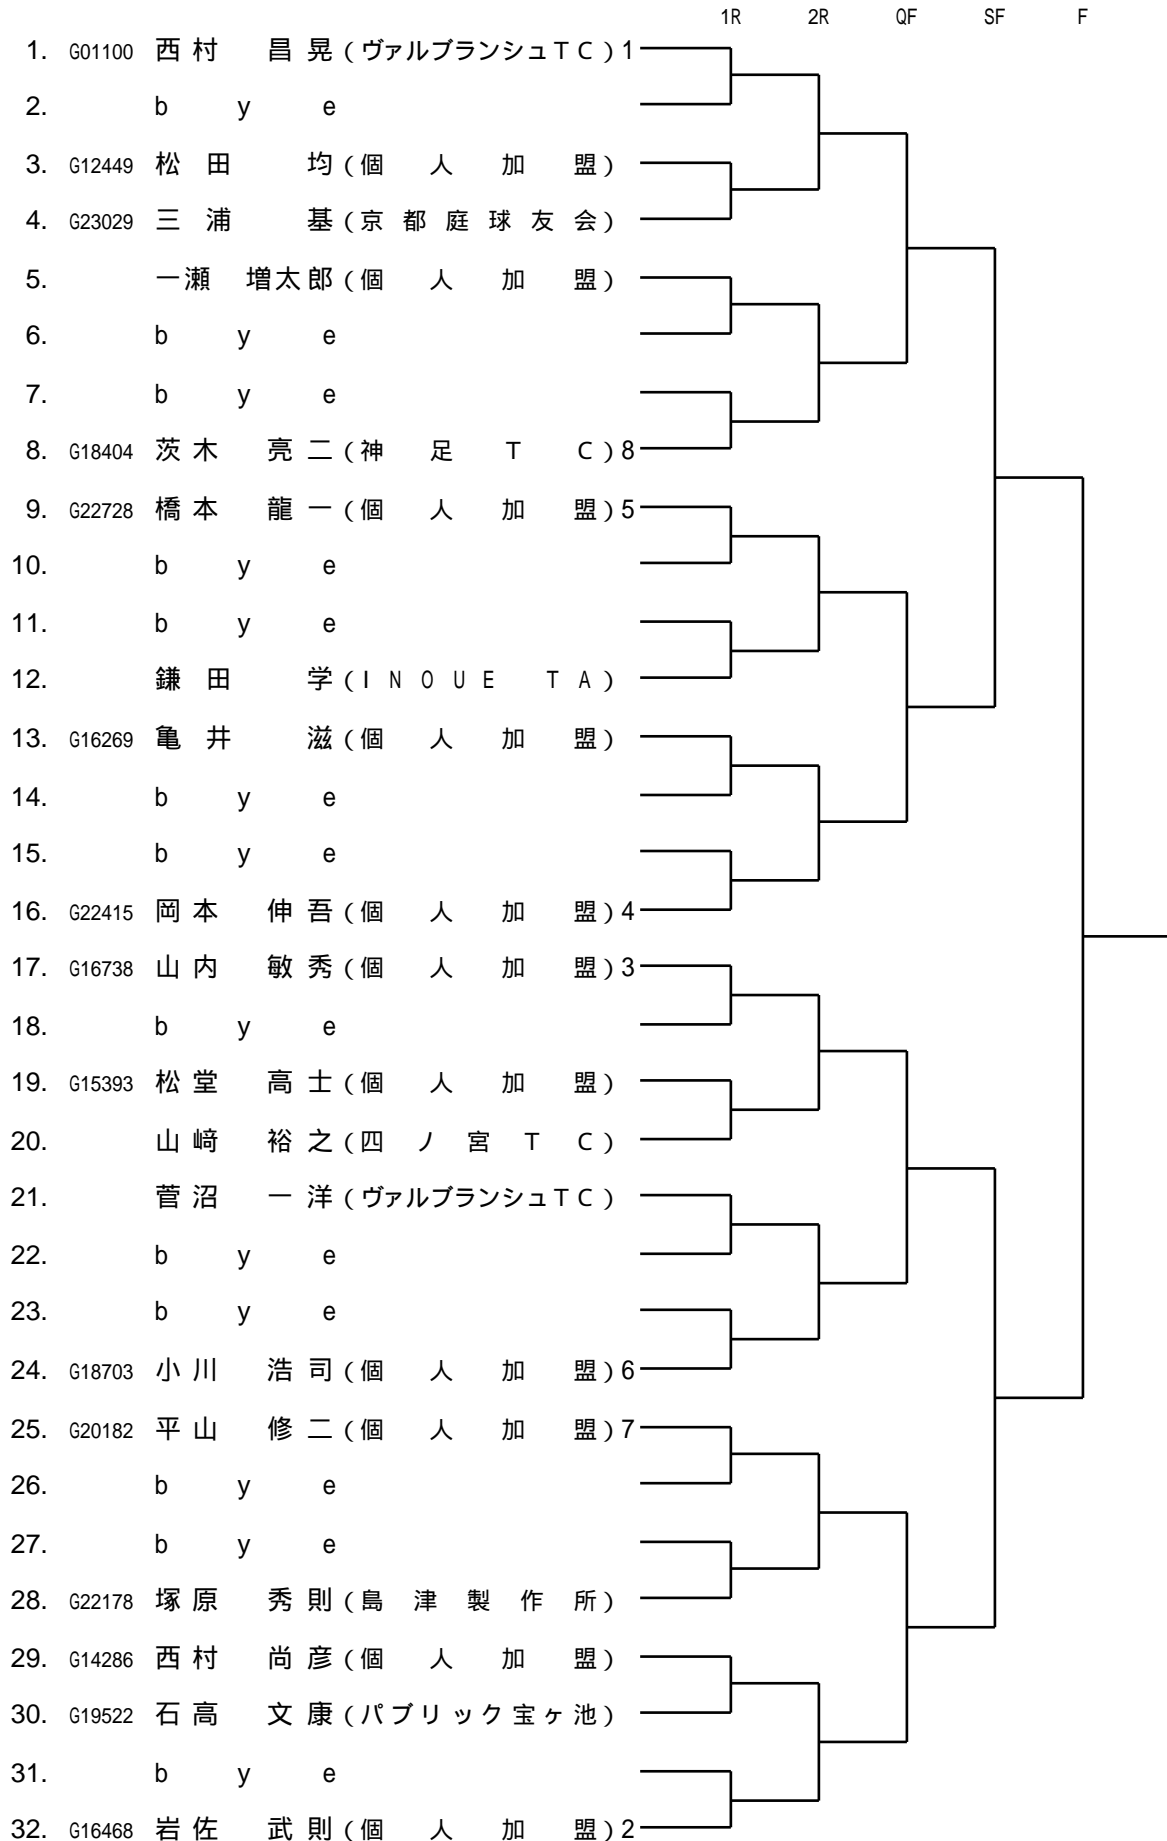 1R 2R QF SF F
1. G01100 西村 昌晃(ヴァルブランシュTC)1
2. bye
3. G12449 松田 均(個人加盟)
4. G23029 三浦 基(京都庭球友会)
5. 一瀬 増太郎(個人加盟)
6. bye
7. bye
8. G18404 茨木 亮二(神足TC)8
9. G22728 橋本 龍一(個人加盟)5
10. bye
11. bye
12. 鎌田 学(INOUE TA)
13. G16269 亀井 滋(個人加盟)
14. bye
15. bye
16. G22415 岡本 伸吾(個人加盟)4
17. G16738 山内 敏秀(個人加盟)3
18. bye
19. G15393 松堂 高士(個人加盟)
20. 山﨑 裕之(四ノ宮TC)
21. 菅沼 一洋(ヴァルブランシュTC)
22. bye
23. bye
24. G18703 小川 浩司(個人加盟)6
25. G20182 平山 修二(個人加盟)7
26. bye
27. bye
28. G22178 塚原 秀則(島津製作所)
29. G14286 西村 尚彦(個人加盟)
30. G19522 石高 文康(パブリック宝ヶ池)
31. bye
32. G16468 岩佐 武則(個人加盟)2